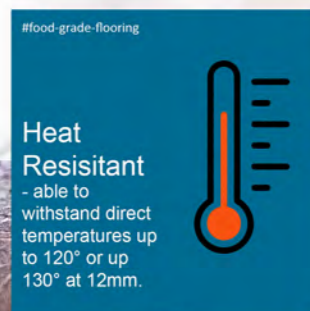 #food-grade-flooring
Heat
Resisitant
- able to
withstand direct
temperatures up
to 120° or up
130° at 12mm.